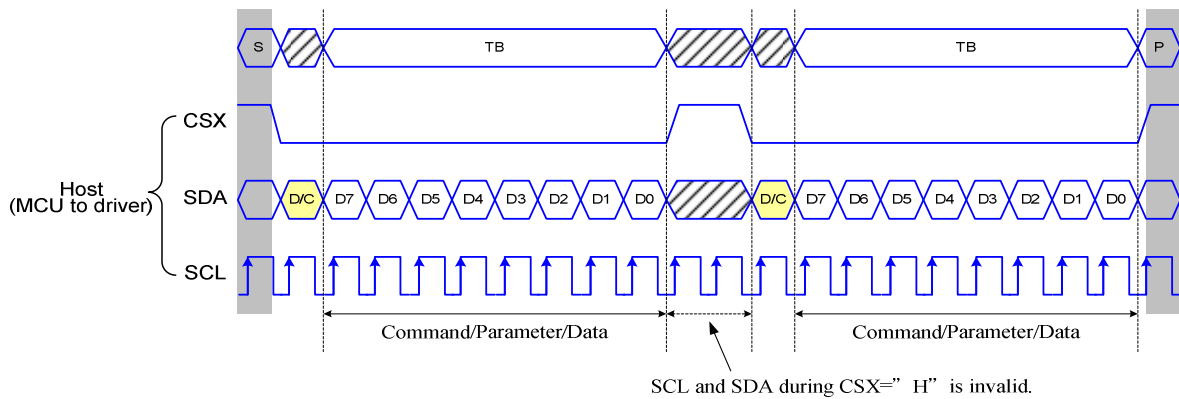 S TB TB P
CSX
Host
(MCU to driver)
SDA D/C D7 D6 D5 D4 D3 D2 D1 D0 D/C D7 D6 D5 D4 D3 D2 D1 D0
SCL
Command/Parameter/Data Command/Parameter/Data
SCL and SDA during CSX=” H” is invalid.